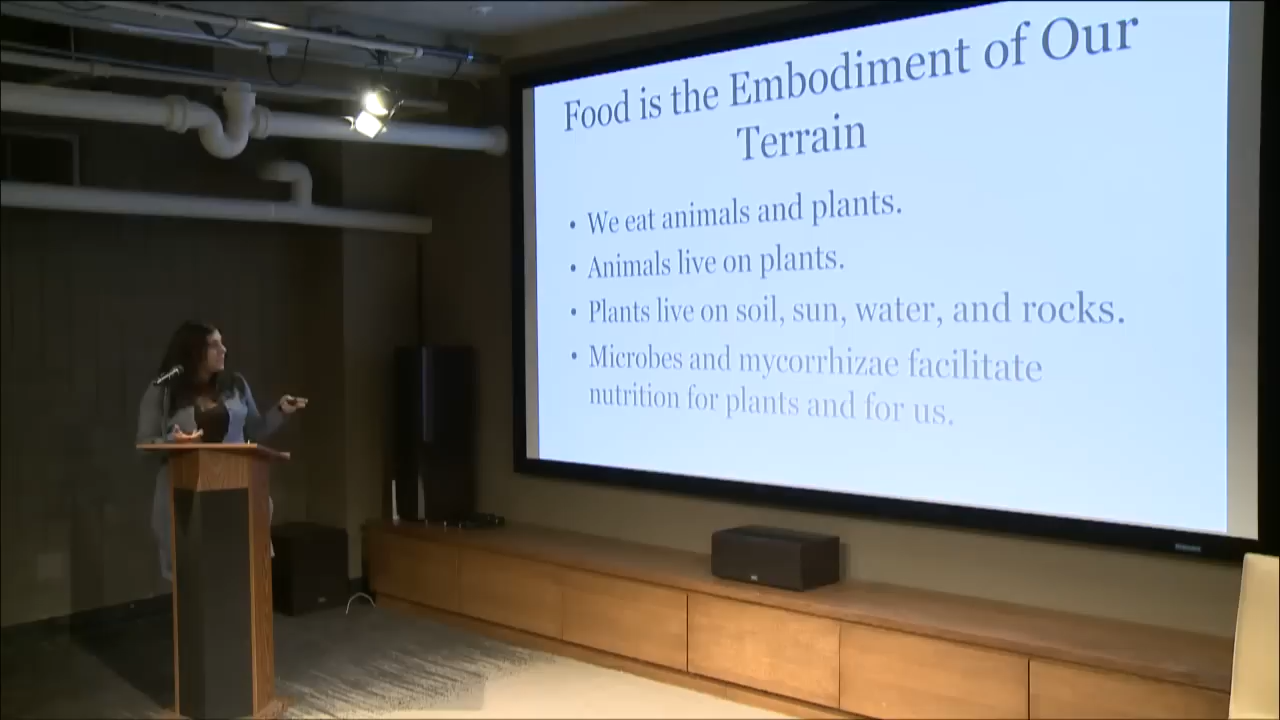 Food is the Embodiment of Our
Terrain
• We eat animals and plants.
• Animals live on plants.
• Plants live on soil, sun, water, and rocks.
• Microbes and mycorrhizae facilitate
nutrition for plants and for us.